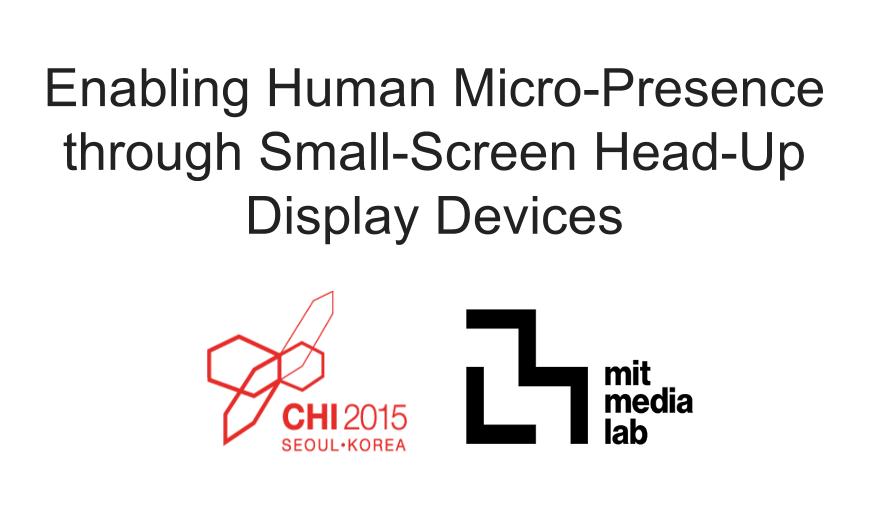 Enabling Human Micro-Presence
through Small-Screen Head-Up
Display Devices
CHI 2015
SEOUL•KOREA
mit
media
lab